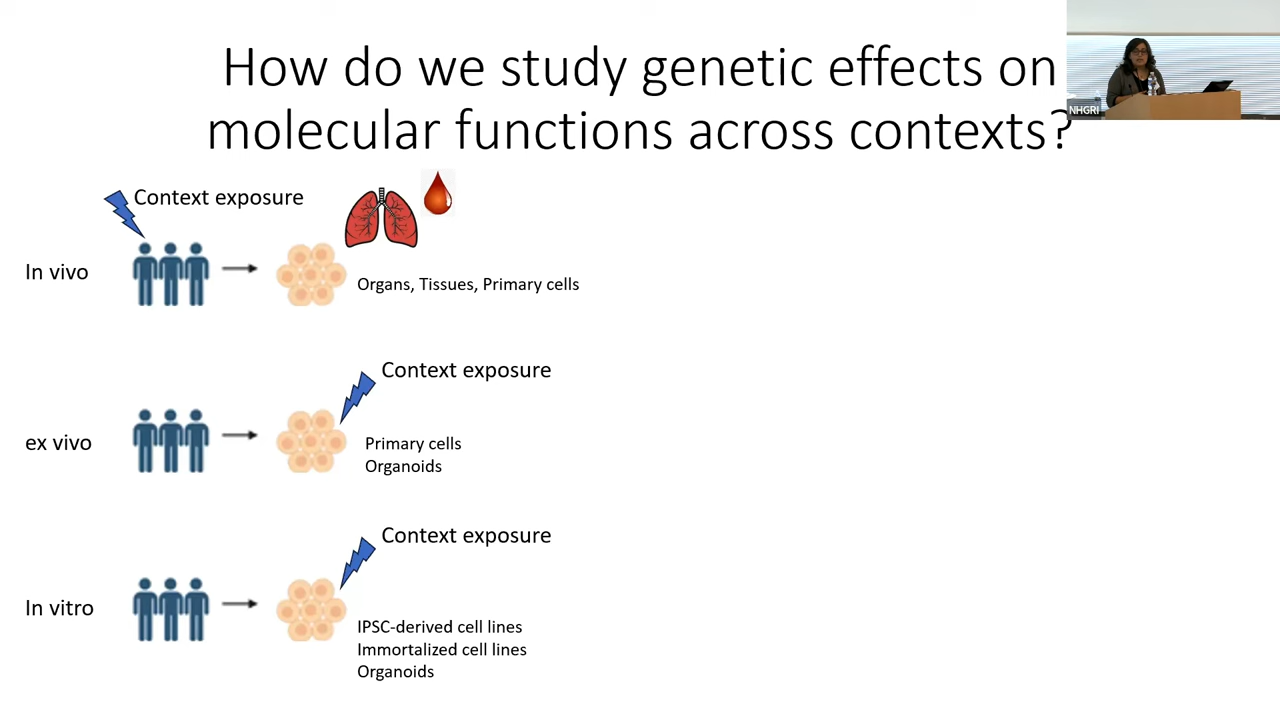 How do we study genetic effects on
molecular functions across contexts?
NHGRI
Context exposure
In vivo
Organs, Tissues, Primary cells
Context exposure
ex vivo
Primary cells
Organoids
Context exposure
In vitro
IPSC-derived cell lines
Immortalized cell lines
Organoids